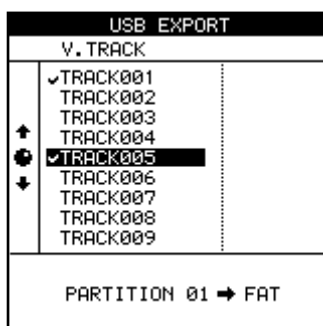 USB EXPORT
V.TRACK
✓TRACK001
TRACK002
TRACK003
TRACK004
✓TRACK005
TRACK006
TRACK007
TRACK008
TRACK009
PARTITION 01 ➡ FAT